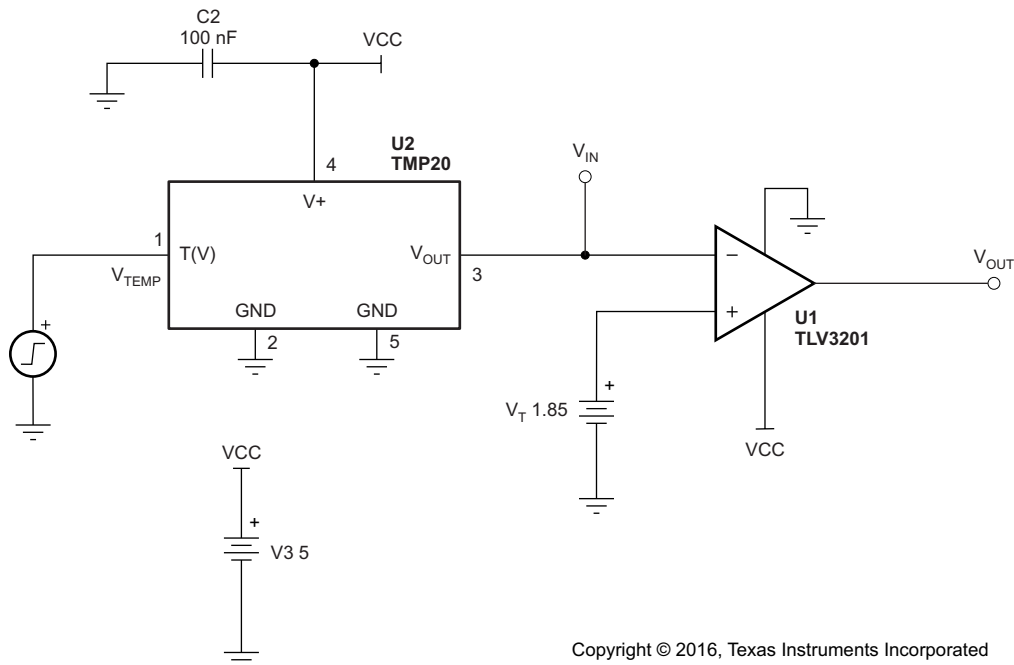 C2
100 nF
VCC
U2
TMP20
4
V+
1
T(V)
V_TEMP
V_OUT
3
GND
2
GND
5
+
V_IN
−
+
U1
TLV3201
V_OUT
+
V_T 1.85
VCC
VCC
+
V3 5
Copyright © 2016, Texas Instruments Incorporated